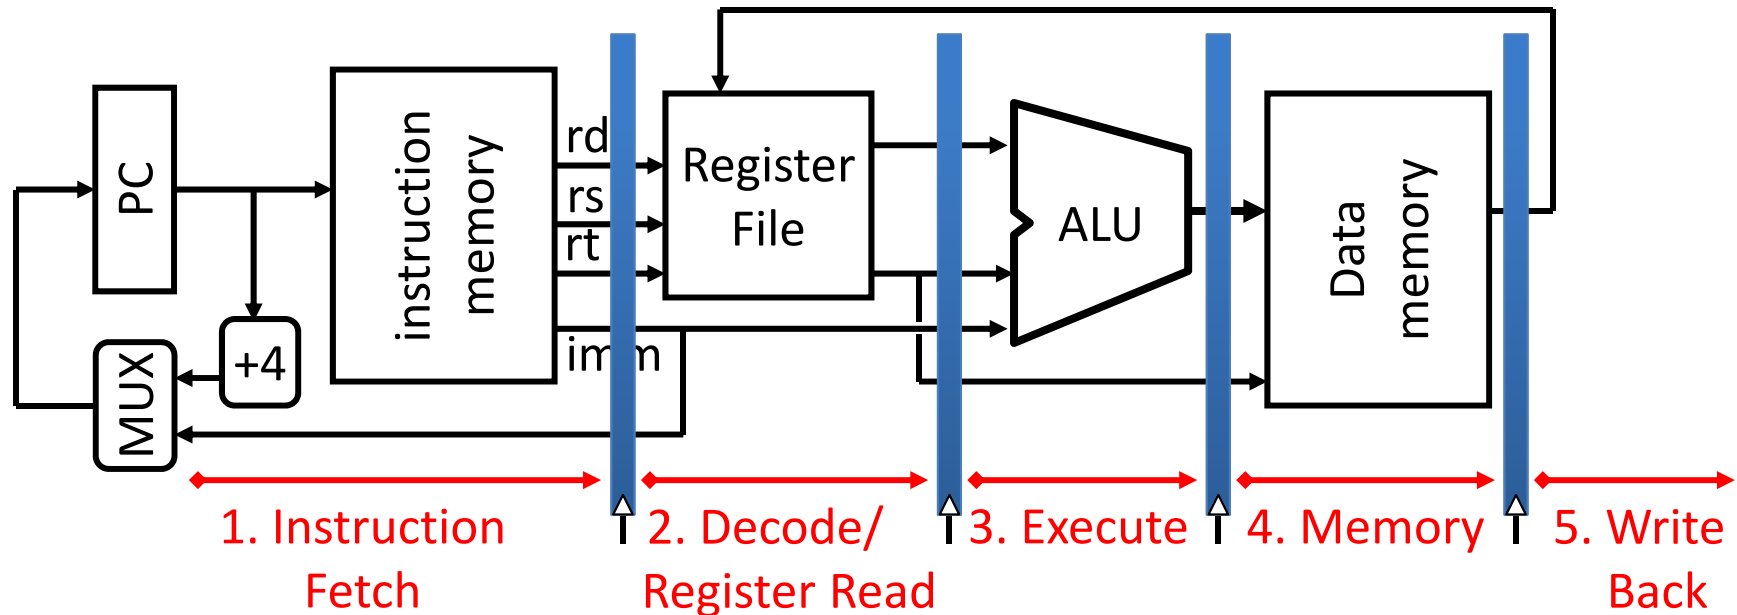 PC
MUX
+4
instruction
memory
rd
rs
rt
imm
Register
File
ALU
Data
memory
1. Instruction
Fetch
2. Decode/
Register Read
3. Execute
4. Memory
5. Write
Back